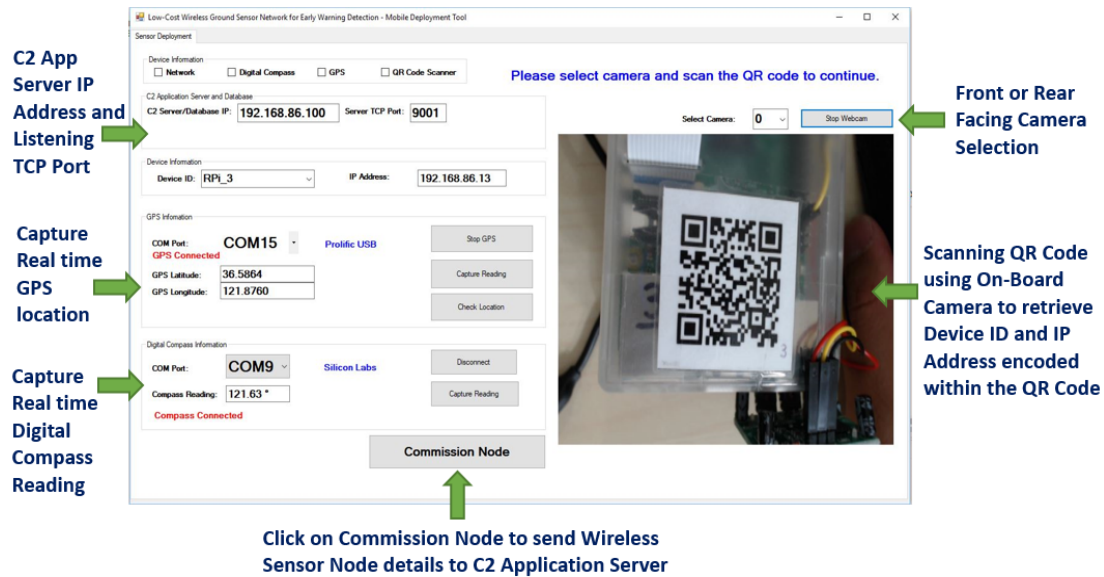 Low-Cost Wireless Ground Sensor Network for Early Warning Detection - Mobile Deployment Tool
Sensor Deployment
Device Information
Network
Digital Compass
GPS
QR Code Scanner
Please select camera and scan the QR code to continue.
C2 Application Server and Database
C2 Server/Database IP: 192.168.86.100 Server TCP Port: 9001
Select Camera: 0 Stop Webcam
Device Information
Device ID: RPi_3 IP Address: 192.168.86.13
GPS Infomation
COM Port: COM15 Prolific USB Stop GPS
GPS Connected
GPS Latitude: 36.5864 Capture Reading
GPS Longitude: 121.8760
Check Location
Digital Compass Information
COM Port: COM9 Silicon Labs Disconnect
Compass Reading: 121.63 ° Capture Reading
Compass Connected
Commission Node
3
C2 App
Server IP
Address and
Listening
TCP Port
Capture
Real time
GPS
location
Capture
Real time
Digital
Compass
Reading
Front or Rear
Facing Camera
Selection
Scanning QR Code
using On-Board
Camera to retrieve
Device ID and IP
Address encoded
within the QR Code
Click on Commission Node to send Wireless
Sensor Node details to C2 Application Server